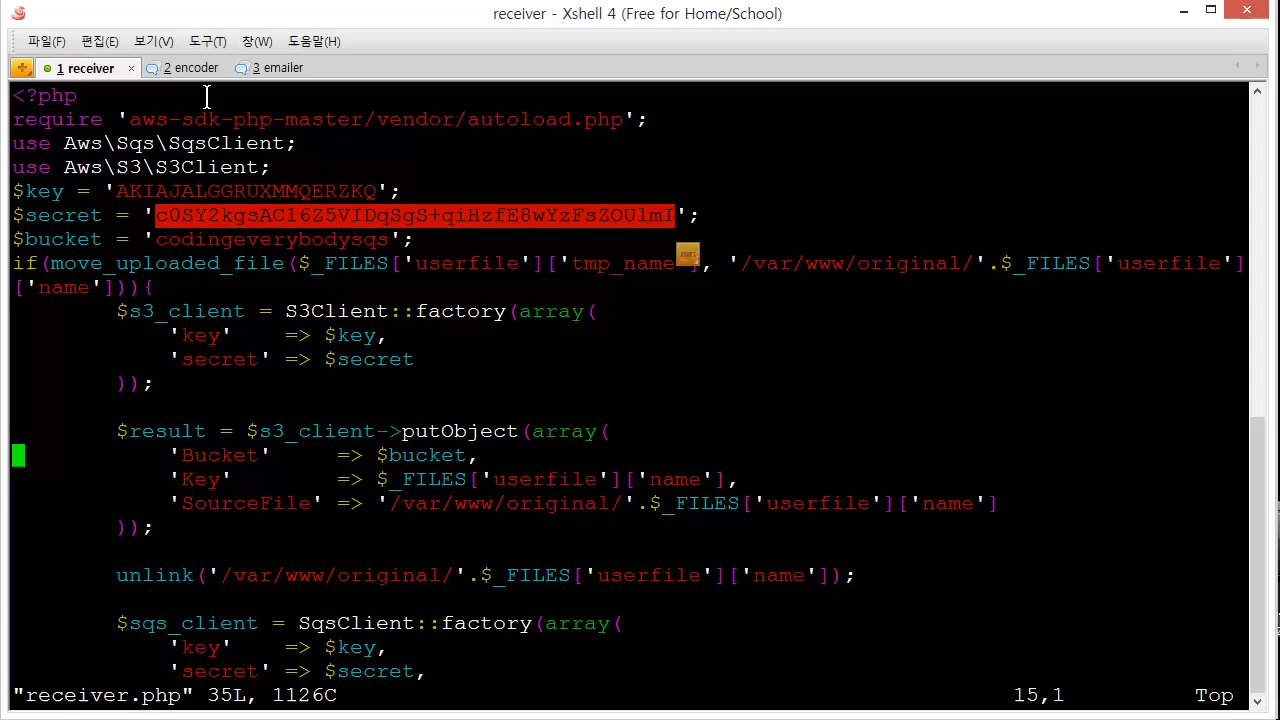 receiver - Xshell 4 (Free for Home/School)
파일(F) 편집(E) 보기(V) 도구(T) 창(W) 도움말(H)
1 receiver × 2 encoder 3 emailer
<?php
require 'aws-sdk-php-master/vendor/autoload.php';
use Aws\Sqs\SqsClient;
use Aws\S3\S3Client;
$key = 'AKIAJALGGRUXMMQERZKQ';
$secret = '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';
$bucket = 'codingeverybodysqs';
if(move_uploaded_file($_FILES['userfile']['tmp_name'], '/var/www/original/'.$_FILES['userfile']
['name'])){
        $s3_client = S3Client::factory(array(
            'key'    => $key,
            'secret' => $secret
        ));
        $result = $s3_client->putObject(array(
            'Bucket'     => $bucket,
            'Key'        => $_FILES['userfile']['name'],
            'SourceFile' => '/var/www/original/'.$_FILES['userfile']['name']
        ));
        unlink('/var/www/original/'.$_FILES['userfile']['name']);
        $sqs_client = SqsClient::factory(array(
            'key'    => $key,
            'secret' => $secret,
"receiver.php" 35L, 1126C 15,1 Top